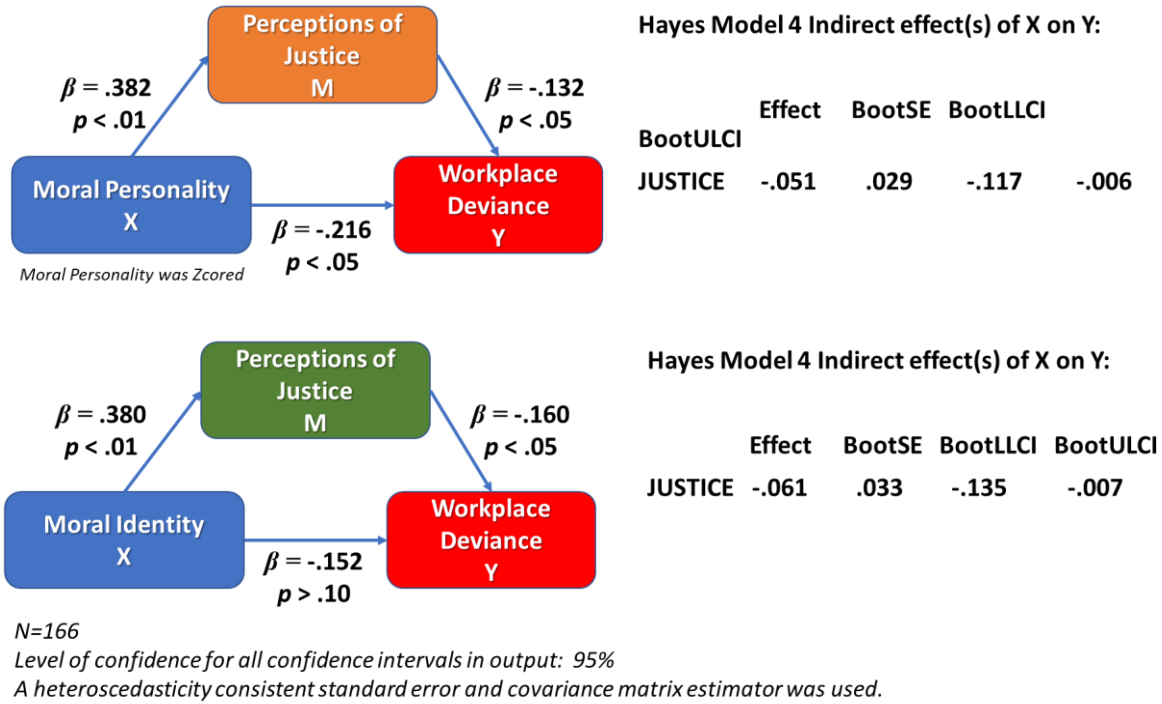 Perceptions of
Justice
M
β = .382
p < .01
β = -.132
p < .05
Moral Personality
X
Workplace
Deviance
Y
β = -.216
p < .05
Moral Personality was Zcored
Hayes Model 4 Indirect effect(s) of X on Y:
Effect BootSE BootLLCI
BootULCI
JUSTICE -.051 .029 -.117 -.006
Perceptions of
Justice
M
β = .380
p < .01
β = -.160
p < .05
Moral Identity
X
Workplace
Deviance
Y
β = -.152
p > .10
Hayes Model 4 Indirect effect(s) of X on Y:
Effect BootSE BootLLCI BootULCI
JUSTICE -.061 .033 -.135 -.007
N=166
Level of confidence for all confidence intervals in output: 95%
A heteroscedasticity consistent standard error and covariance matrix estimator was used.